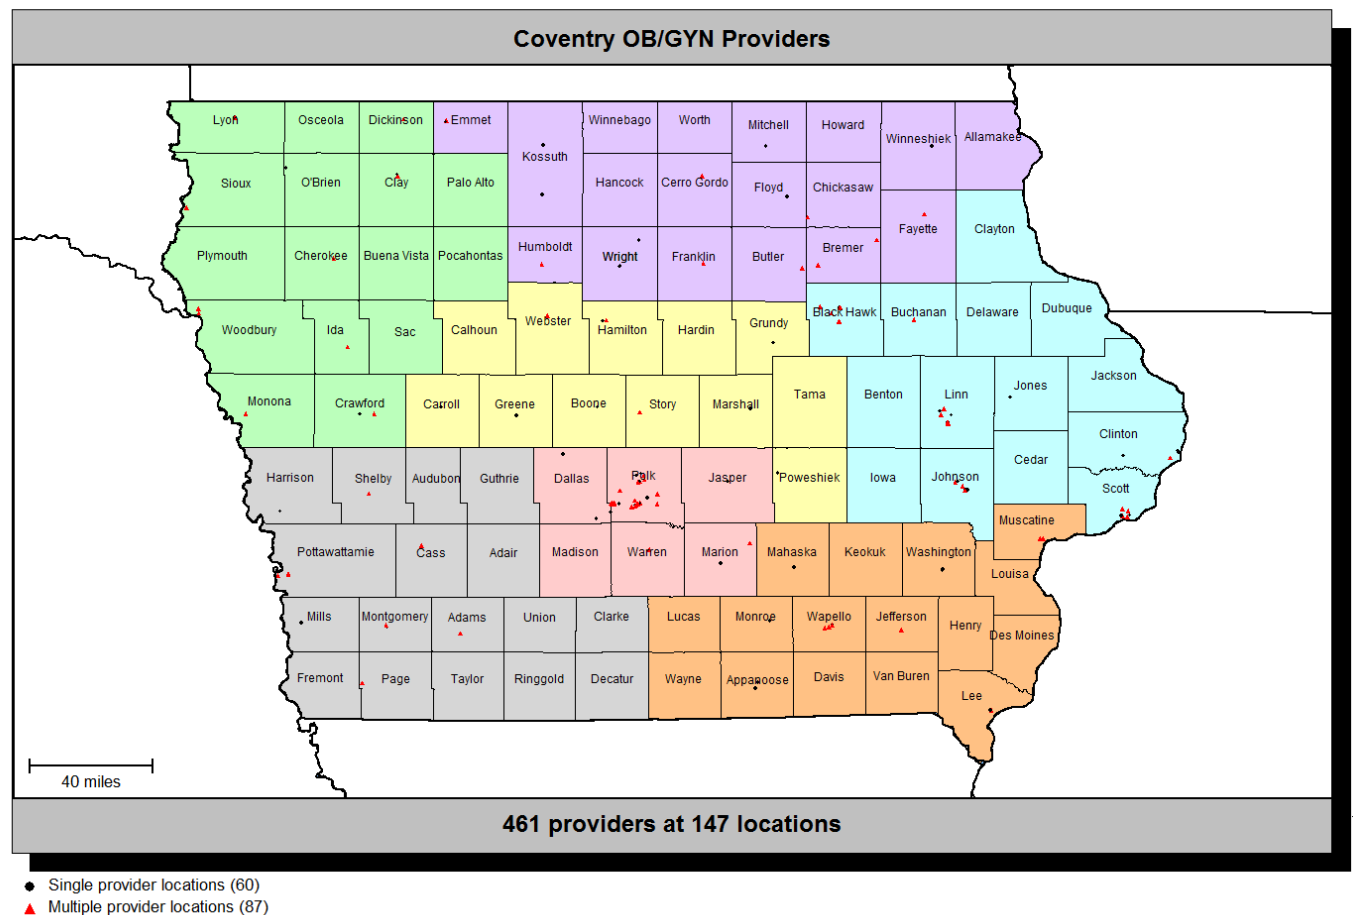 Coventry OB/GYN Providers
Lyon Osceola Dickinson Emmet Winnebago Worth Mitchell Howard Winneshiek Allamakee
Kossuth
Sioux O'Brien Clay Palo Alto Hancock Cerro Gordo Floyd Chickasaw
Fayette Clayton
Plymouth Cherokee Buena Vista Pocahontas Humboldt Wright Franklin Butler Bremer
Woodbury Ida Sac Calhoun Webster Hamilton Hardin Grundy Black Hawk Buchanan Delaware Dubuque
Monona Crawford Carroll Greene Boone Story Marshall Tama Benton Linn Jones Jackson
Clinton
Harrison Shelby Audubon Guthrie Dallas Polk Jasper Poweshiek Iowa Johnson Cedar Scott
Muscatine
Pottawattamie Cass Adair Madison Warren Marion Mahaska Keokuk Washington
Louisa
Mills Montgomery Adams Union Clarke Lucas Monroe Wapello Jefferson Henry Des Moines
Fremont Page Taylor Ringgold Decatur Wayne Appanoose Davis Van Buren
Lee
40 miles
461 providers at 147 locations
Single provider locations (60)
Multiple provider locations (87)